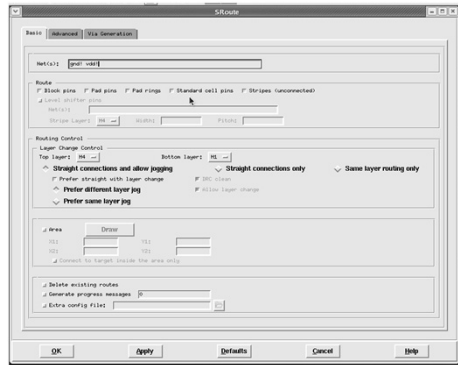 SRoute
Basic Advanced Via Generation
Net(s): gnd! vdd!
Route
Block pins Pad pins Pad rings Standard cell pins Stripes (unconnected)
Level shifter pins
Net(s):
Stripe Layer: M4 Width: Pitch:
Routing Control
Layer Change Control
Top layer: M4 Bottom layer: M1
Straight connections and allow jogging Straight connections only Same layer routing only
Prefer straight with layer change DRC clean
Prefer different layer jog Allow layer change
Prefer same layer jog
Area Draw
X1: Y1:
X2: Y2:
Connect to target inside the area only
Delete existing routes
Generate progress messages 0
Extra config file:
OK Apply Defaults Cancel Help